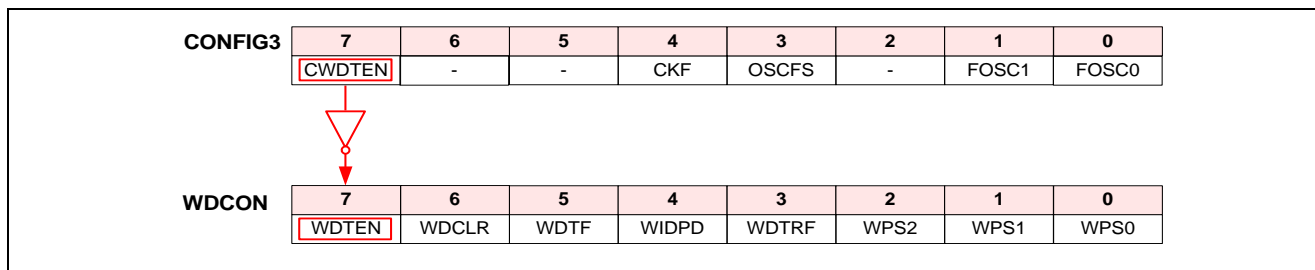 CONFIG3 7 6 5 4 3 2 1 0
CWDTEN - - CKF OSCFS - FOSC1 FOSC0
WDCON 7 6 5 4 3 2 1 0
WDTEN WDCLR WDTF WIDPD WDTRF WPS2 WPS1 WPS0